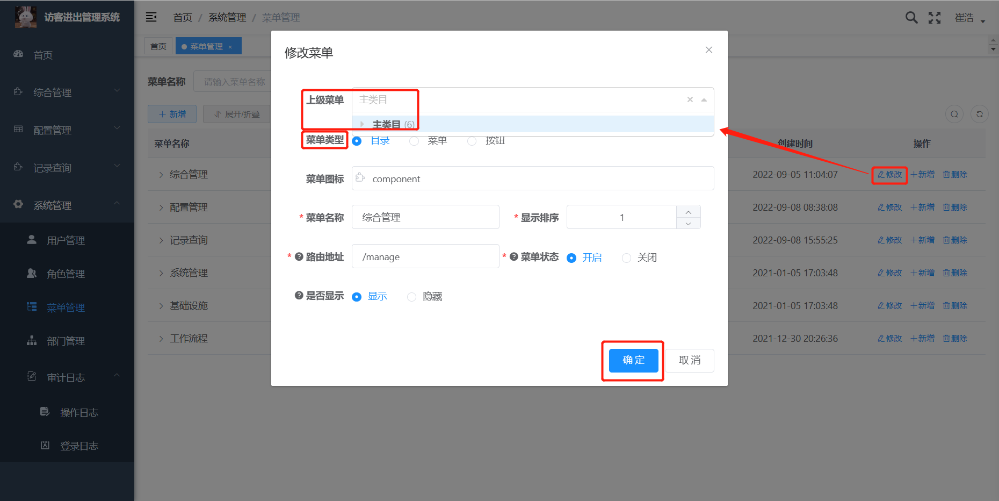 访客进出管理系统
首页 / 系统管理 / 菜单管理
崔浩
首页
菜单管理 ×
首页
综合管理
配置管理
记录查询
系统管理
用户管理
角色管理
菜单管理
部门管理
审计日志
操作日志
登录日志
菜单名称 请输入菜单名称
+ 新增 展开/折叠
菜单名称 创建时间 操作
综合管理 2022-09-05 11:04:07 修改 +新增 删除
配置管理 2022-09-08 08:38:08 修改 +新增 删除
记录查询 2022-09-08 15:55:25 修改 +新增 删除
系统管理 2021-01-05 17:03:48 修改 +新增 删除
基础设施 2021-01-05 17:03:48 修改 +新增 删除
工作流程 2021-12-30 20:26:36 修改 +新增 删除
修改菜单
上级菜单 主类目
主类目 (6)
菜单类型 目录 菜单 按钮
菜单图标 component
* 菜单名称 综合管理 * 显示排序 1
* 路由地址 /manage * 菜单状态 开启 关闭
是否显示 显示 隐藏
确定 取消